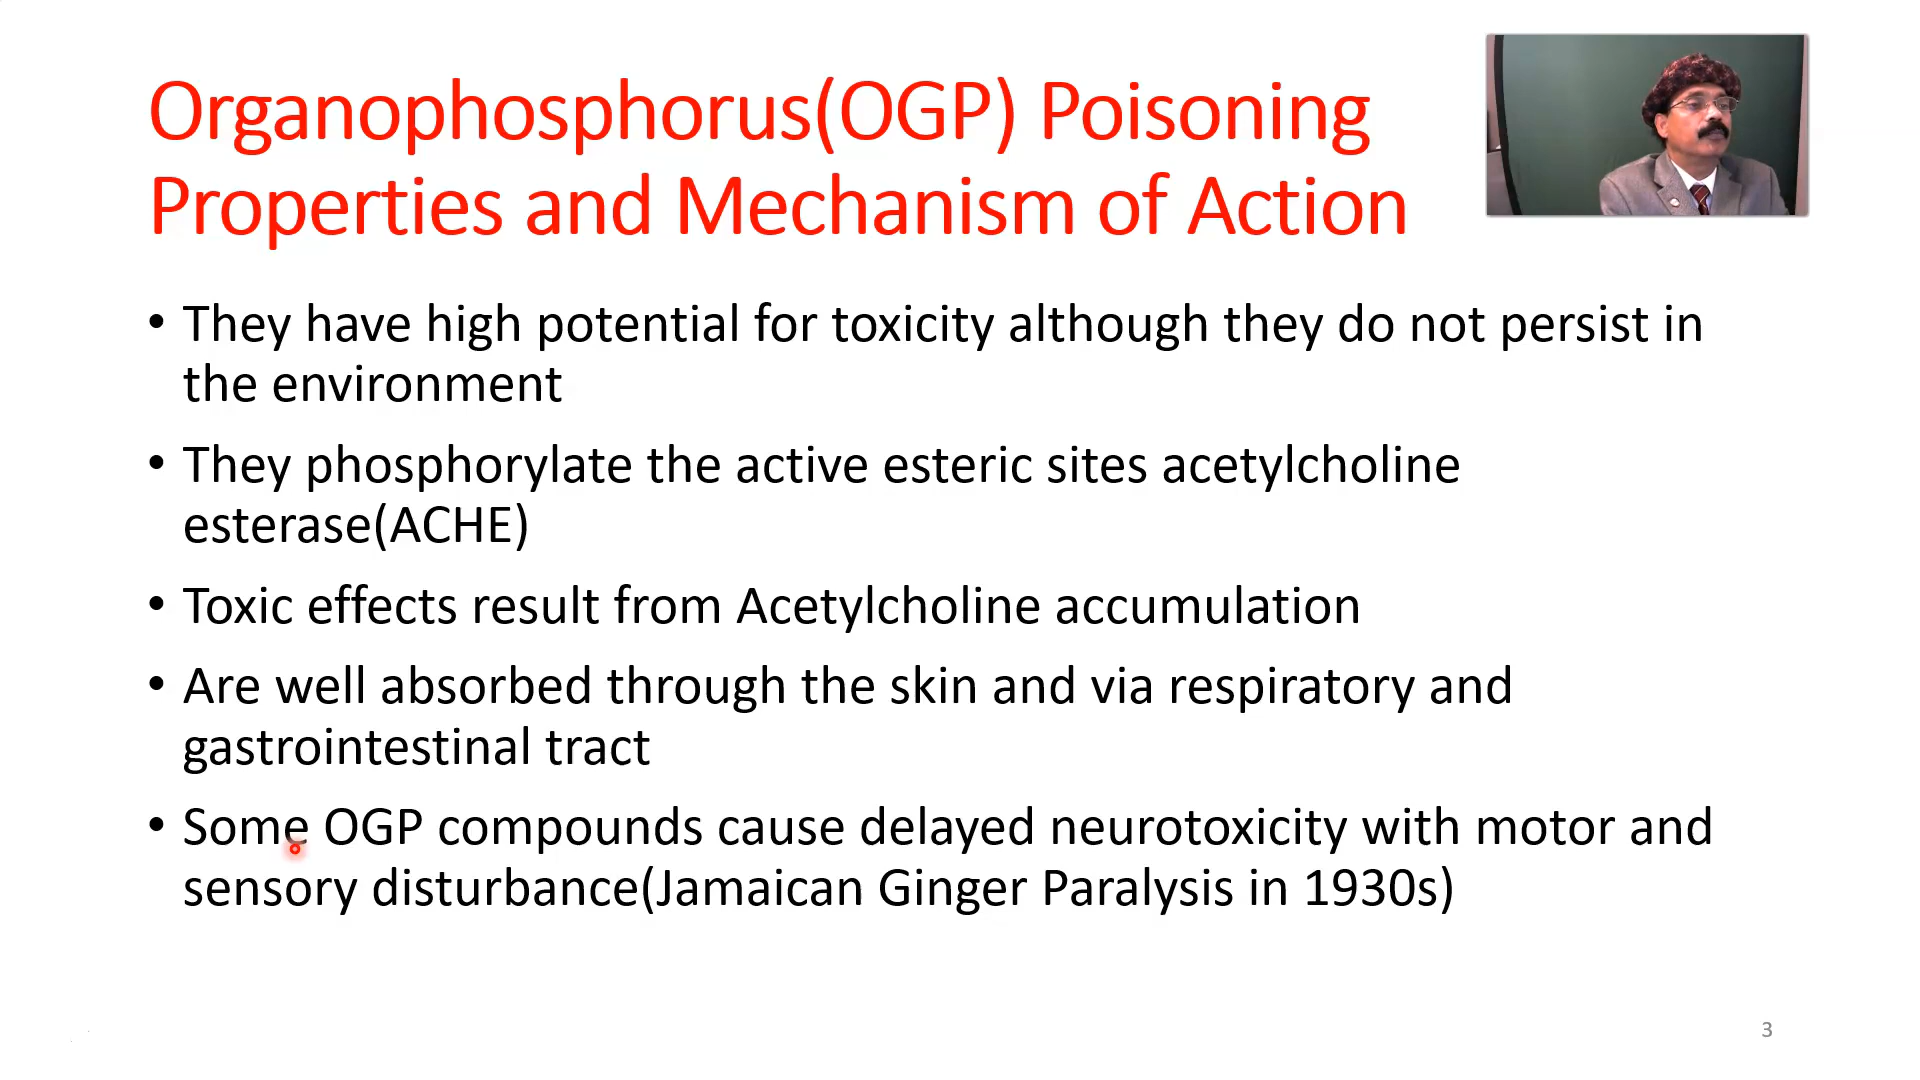 Organophosphorus(OGP) Poisoning
Properties and Mechanism of Action
• They have high potential for toxicity although they do not persist in
the environment
• They phosphorylate the active esteric sites acetylcholine
esterase(ACHE)
• Toxic effects result from Acetylcholine accumulation
• Are well absorbed through the skin and via respiratory and
gastrointestinal tract
• Some OGP compounds cause delayed neurotoxicity with motor and
sensory disturbance(Jamaican Ginger Paralysis in 1930s)
3